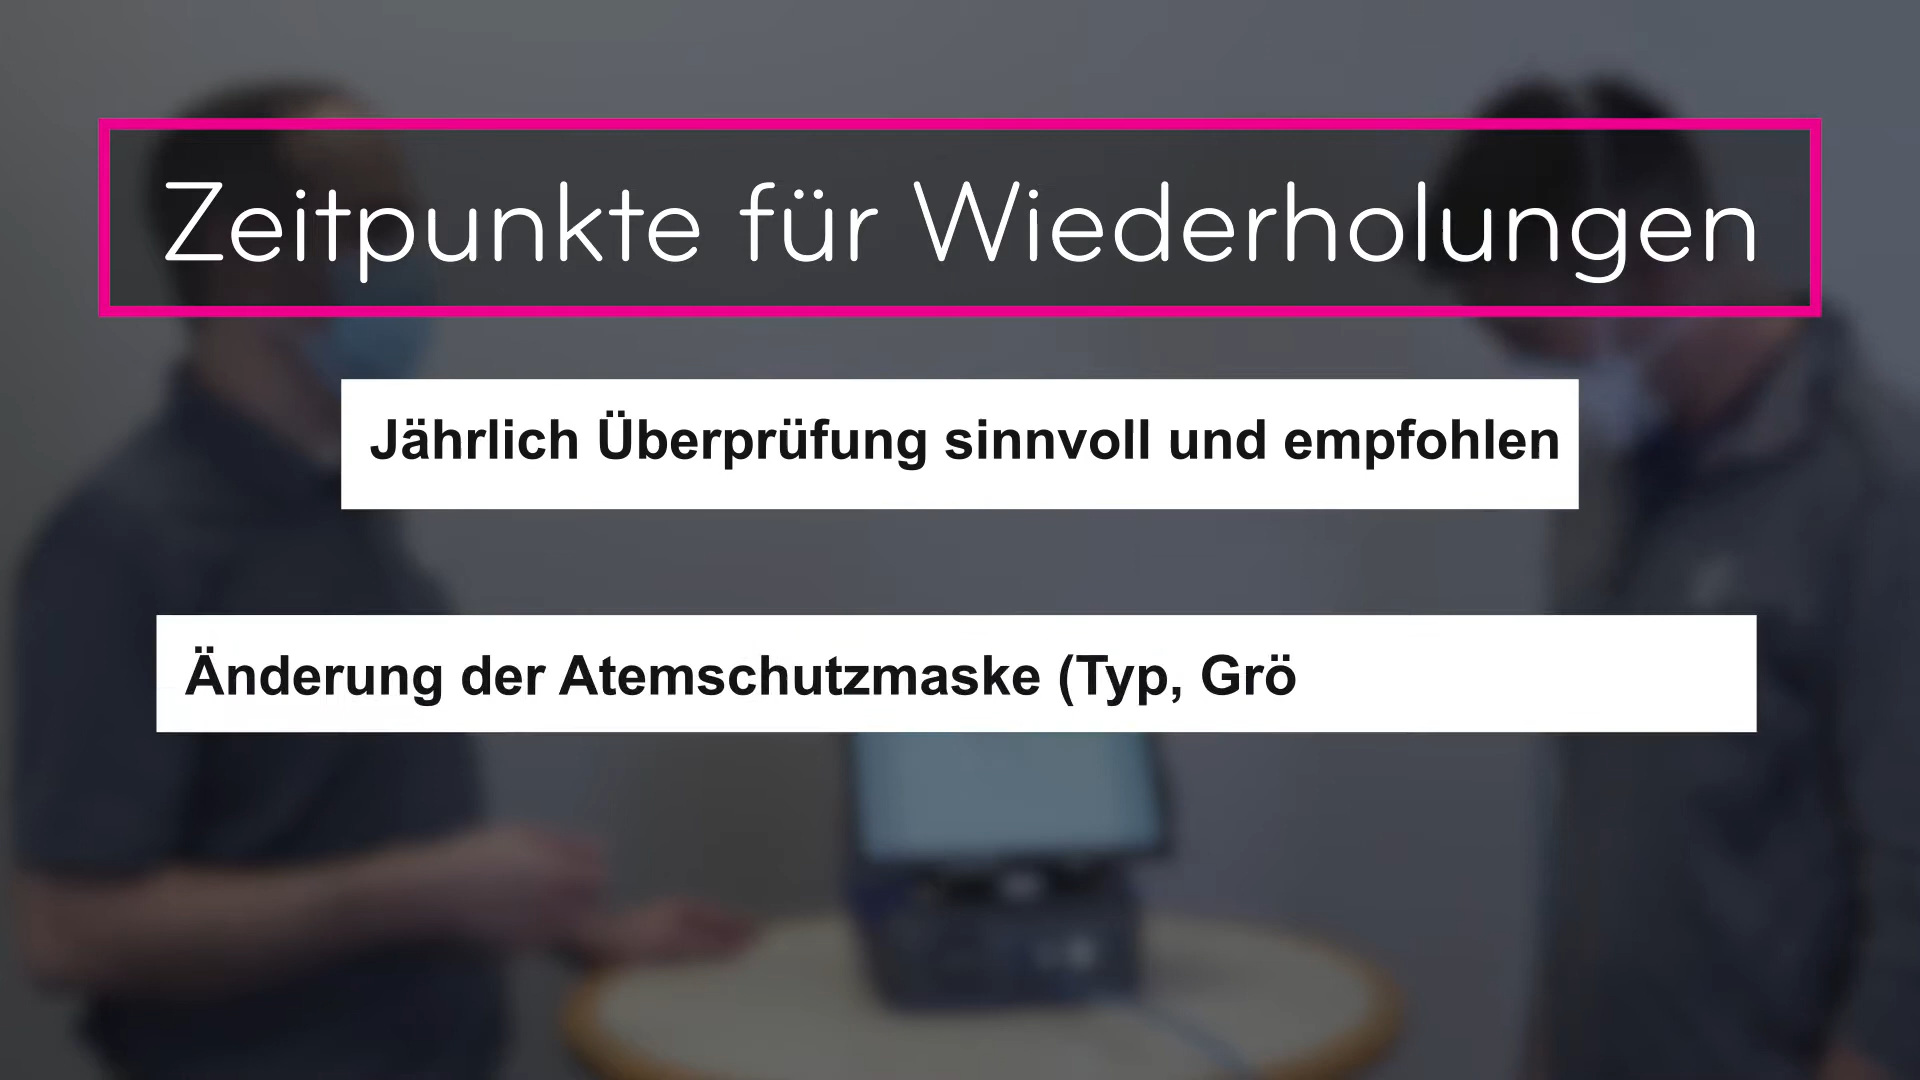 Zeitpunkte für Wiederholungen
Jährlich Überprüfung sinnvoll und empfohlen
Änderung der Atemschutzmaske (Typ, Grö